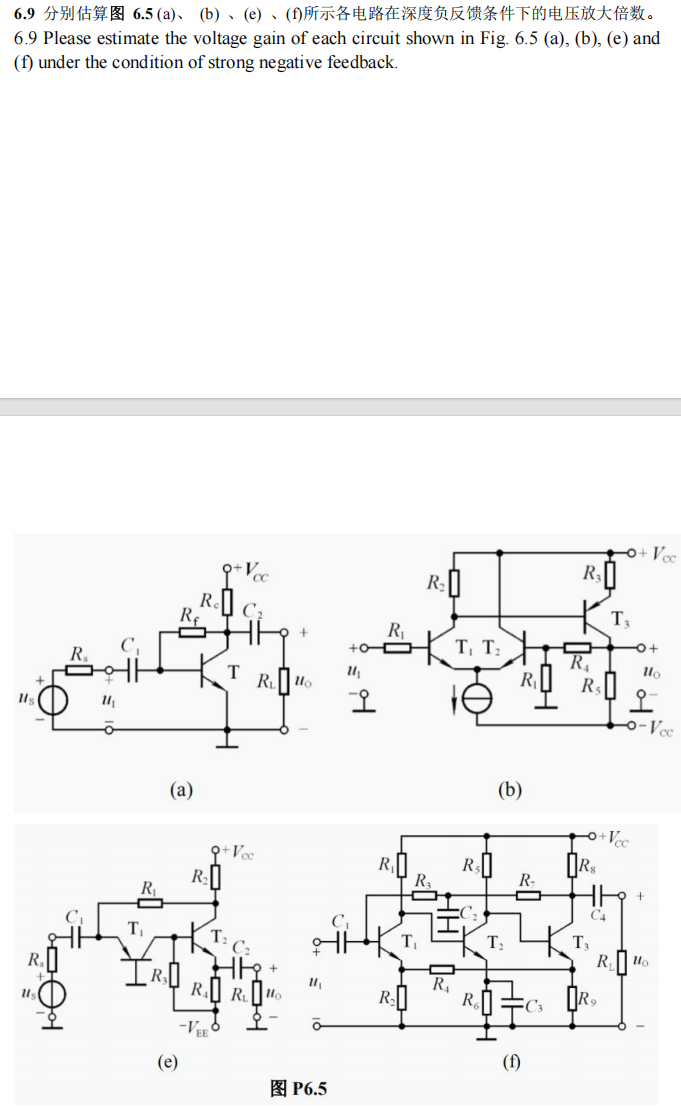 6.9 分别估算图 6.5 (a)、 (b) 、(e) 、(f)所示各电路在深度负反馈条件下的电压放大倍数。
6.9 Please estimate the voltage gain of each circuit shown in Fig. 6.5 (a), (b), (e) and
(f) under the condition of strong negative feedback.
+VCC
Rc
Rf
C2
+
Rs
C1
T
RL
uO
+
uS
−
+
uI
−
−
(a)
+VCC
R2
R3
T3
R1
+
T1
T2
R4
+
uI
−
R1
R5
uO
−
−VCC
(b)
+VCC
R2
R1
C1
T1
T2
C2
+
Rs
+
uS
−
R3
R4
RL
uO
−
−VEE
(e)
+VCC
R1
R5
R8
R3
R7
+
C4
C2
C1
T1
T2
T3
+
RL
uO
uI
R4
R2
R6
C3
R9
−
−
(f)
图 P6.5